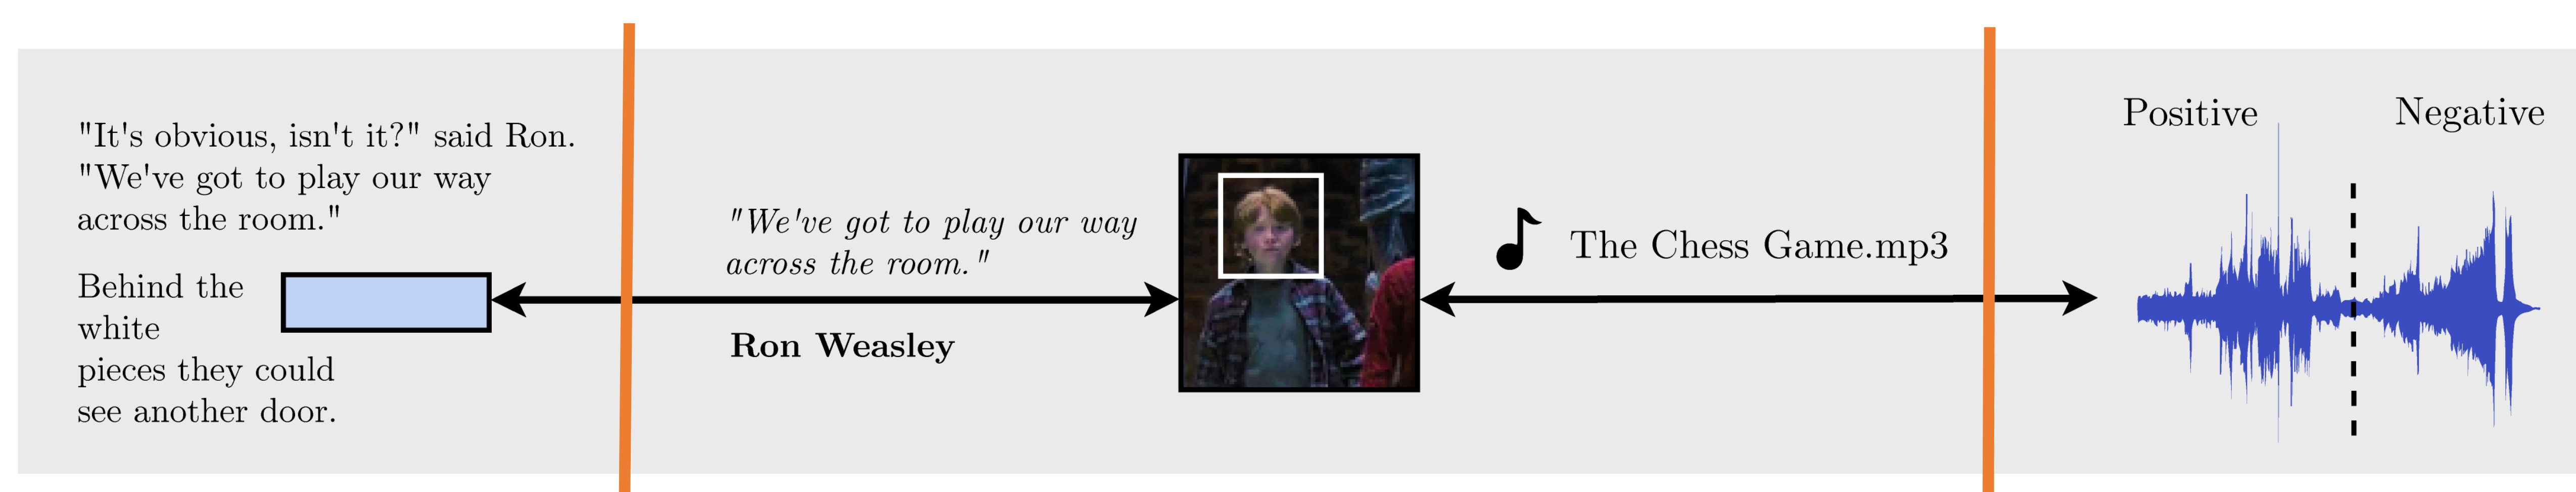 "It's obvious, isn't it?" said Ron.
"We've got to play our way
across the room."
Behind the
white
pieces they could
see another door.
"We've got to play our way
across the room."
Ron Weasley
The Chess Game.mp3
Positive
Negative